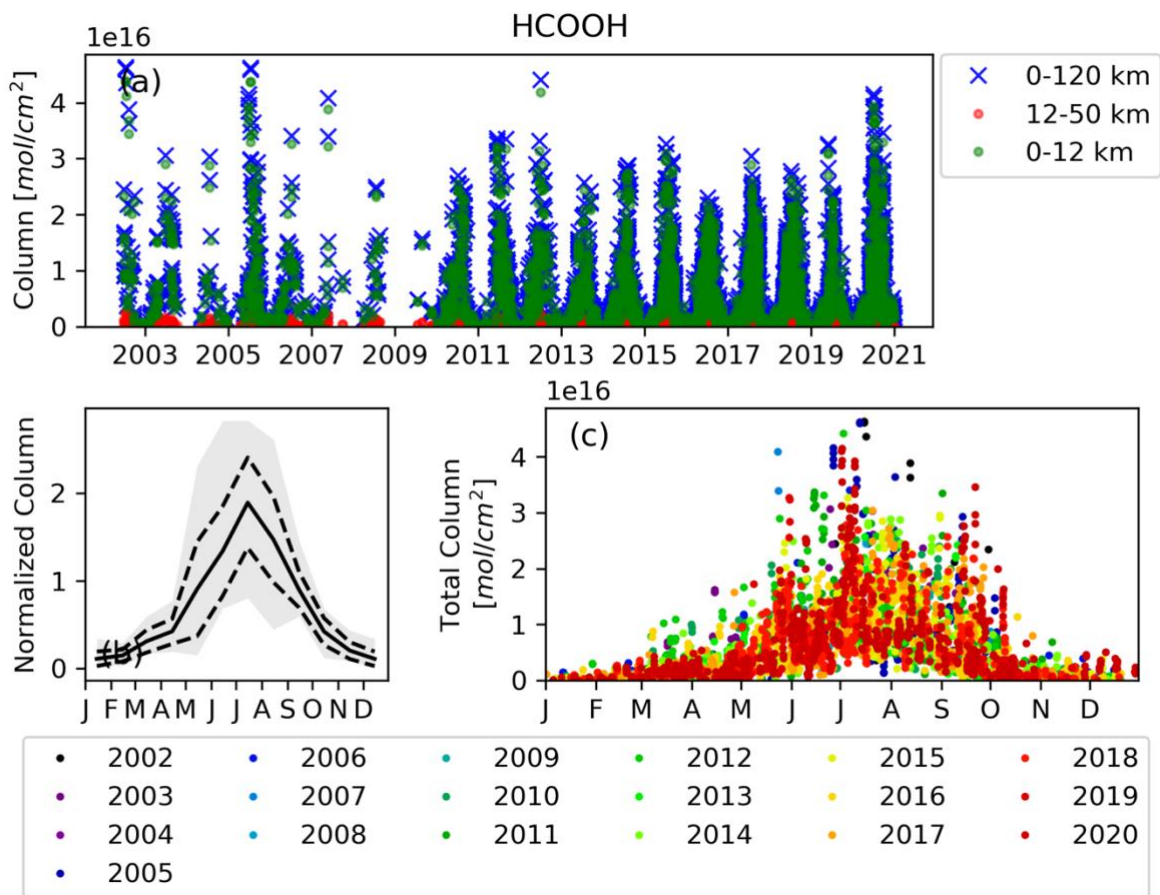 HCOOH
1e16
(a)
Column [mol/cm²]
4
3
2
1
0
2003 2005 2007 2009 2011 2013 2015 2017 2019 2021
0-120 km
12-50 km
0-12 km
Normalized Column
2
1
0
J F M A M J J A S O N D
1e16
(c)
Total Column
[mol/cm²]
4
3
2
1
0
J F M A M J J A S O N D
2002 2006 2009 2012 2015 2018
2003 2007 2010 2013 2016 2019
2004 2008 2011 2014 2017 2020
2005